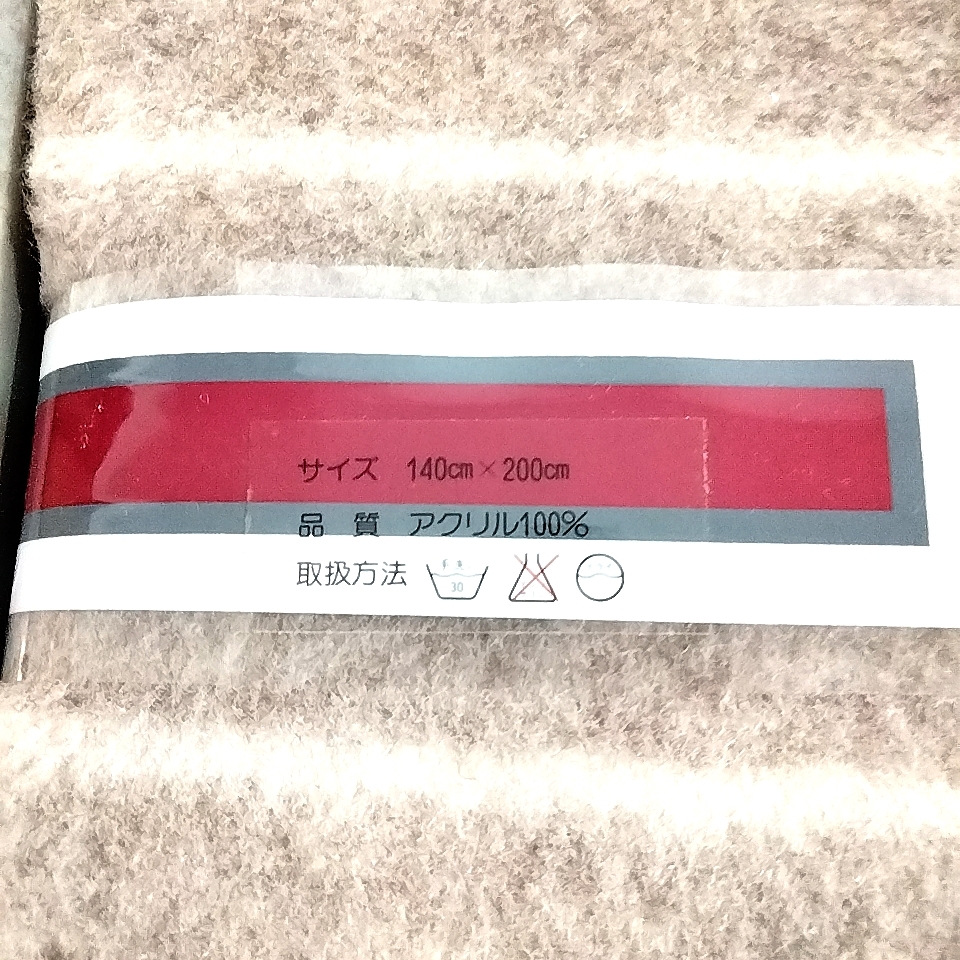 サイズ 140cm×200cm
品 質 アクリル100%
取扱方法
30